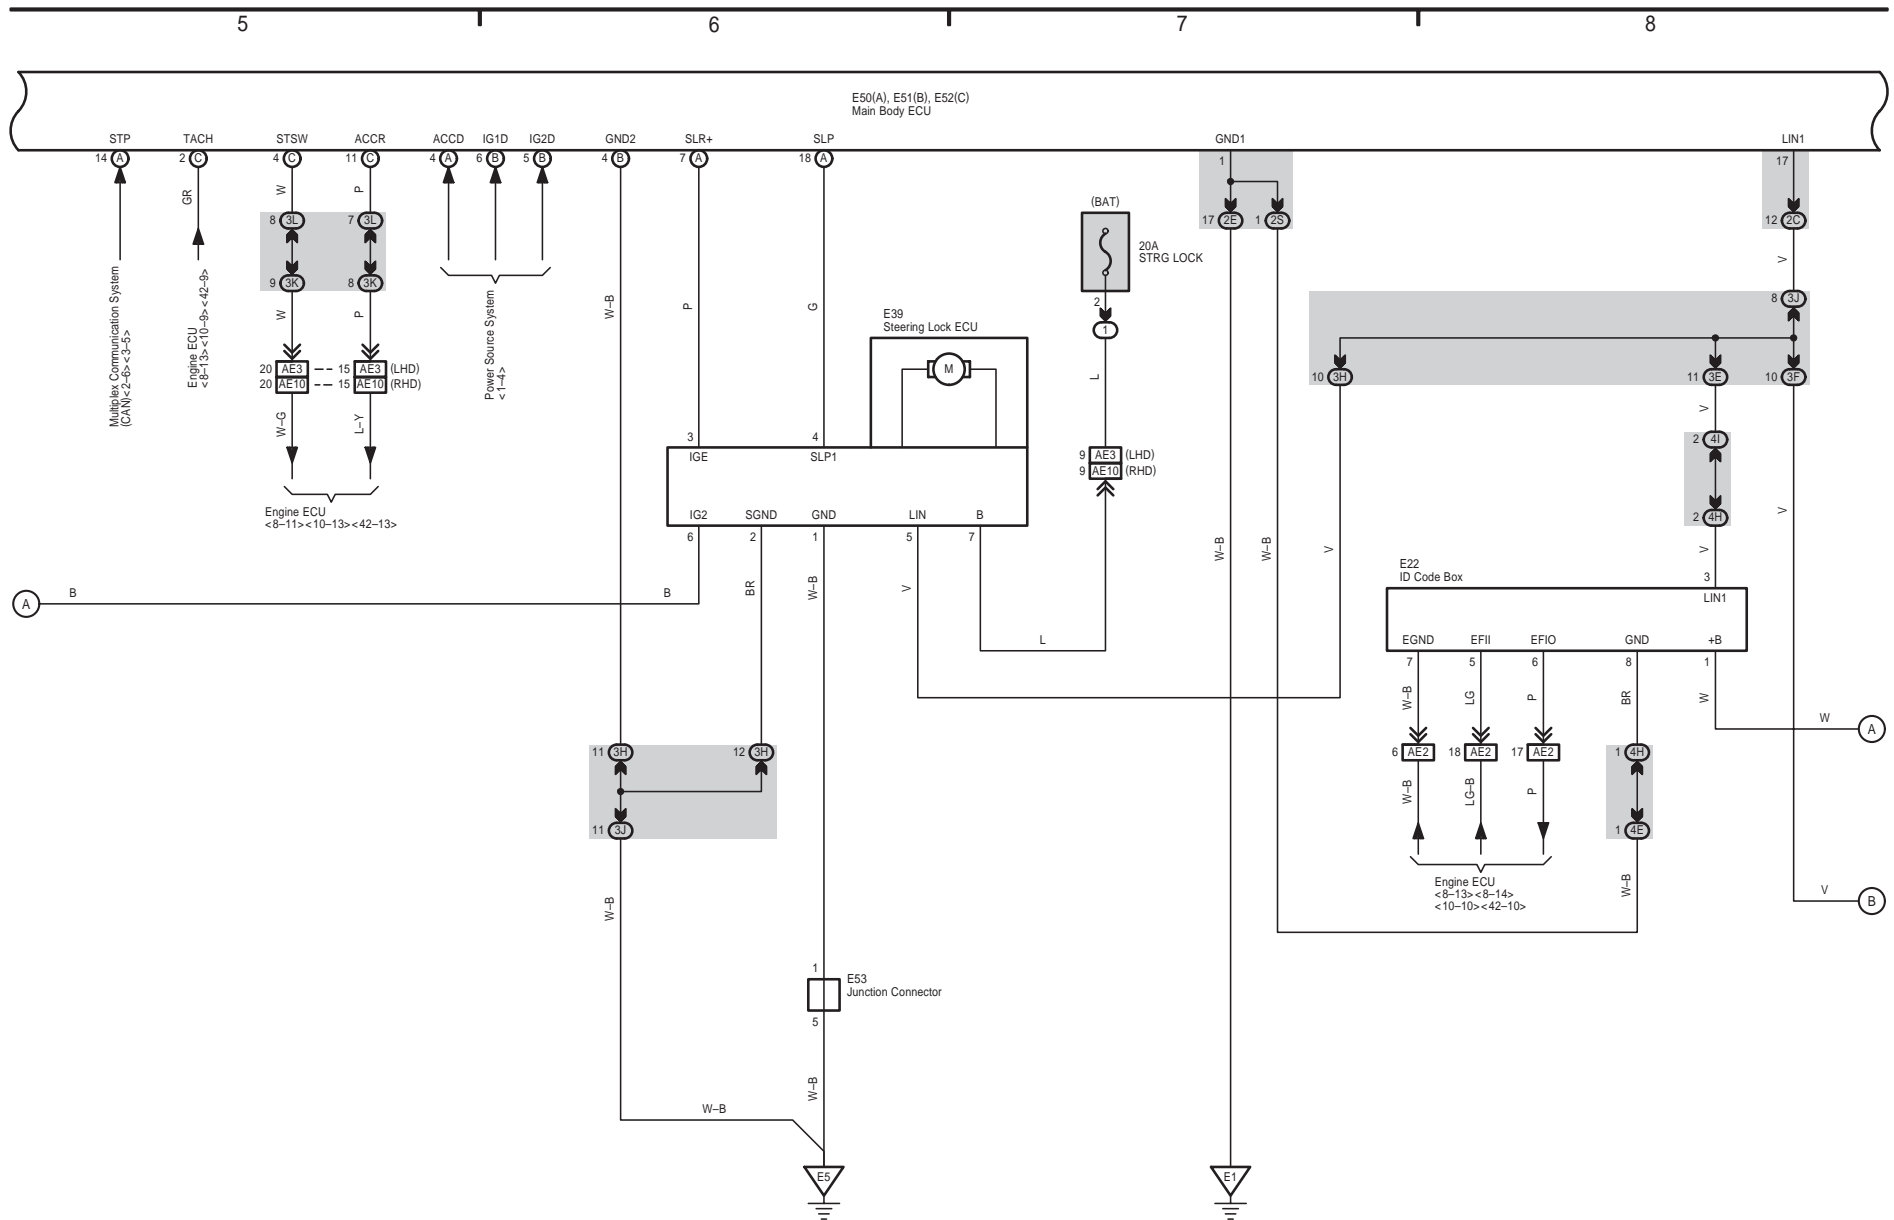 5 6 7 8
E50(A), E51(B), E52(C)
Main Body ECU
STP TACH STSW ACCR ACCD IG1D IG2D GND2 SLR+ SLP GND1 LIN1
14 A 2 C 4 C 11 C 4 A 6 B 5 B 4 B 7 A 18 A 1 17
GR W P
(BAT)
8 3L 7 3L 17 2E 1 2S 12 2C
20A
STRG LOCK
V
Multiplex Communication System
(CAN)<2–6><3–5>
Engine ECU
<8–13><10–9><42–9>
9 3K 8 3K
Power Source System
<1–4>
W–B P G
2
8 3J
W P
E39
Steering Lock ECU
1
M
20 AE3 15 AE3 (LHD)
20 AE10 15 AE10 (RHD)
L
10 3H 11 3E 10 3F
W–G L–Y
V
3 4
2 4I
IGE SLP1
9 AE3 (LHD)
9 AE10 (RHD)
Engine ECU
<8–11><10–13><42–13>
IG2 SGND GND LIN B
6 2 1 5 7
2 4H
V
W–B W–B V V
E22
ID Code Box
3
LIN1
A B B
BR W–B V
L
EGND EFII EFIO GND +B
7 5 6 8 1
W–B LG P BR W
W A
11 3H 12 3H
6 AE2 18 AE2 17 AE2 1 4H
W–B LG–B P
11 3J
1 4E
Engine ECU
<8–13><8–14>
<10–10><42–10>
W–B
W–B
V B
1
E53
Junction Connector
5
W–B
W–B
E5 E1